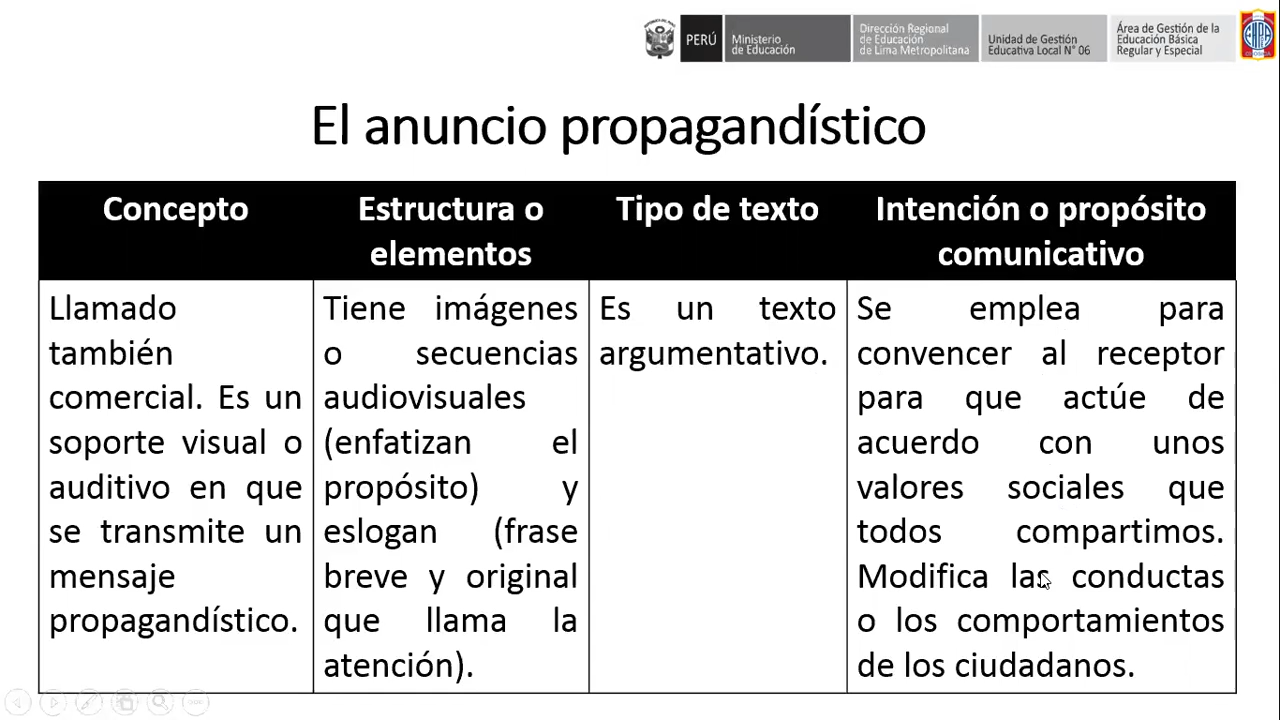 PERÚ
Ministerio
de Educación
Dirección Regional
de Educación
de Lima Metropolitana
Unidad de Gestión
Educativa Local N° 06
Área de Gestión de la
Educación Básica
Regular y Especial
El anuncio propagandístico
Concepto
Estructura o
elementos
Tipo de texto
Intención o propósito
comunicativo
Llamado
también
comercial. Es un
soporte visual o
auditivo en que
se transmite un
mensaje
propagandístico.
Tiene imágenes
o secuencias
audiovisuales
(enfatizan el
propósito) y
eslogan (frase
breve y original
que llama la
atención).
Es un texto
argumentativo.
Se emplea para
convencer al receptor
para que actúe de
acuerdo con unos
valores sociales que
todos compartimos.
Modifica las conductas
o los comportamientos
de los ciudadanos.